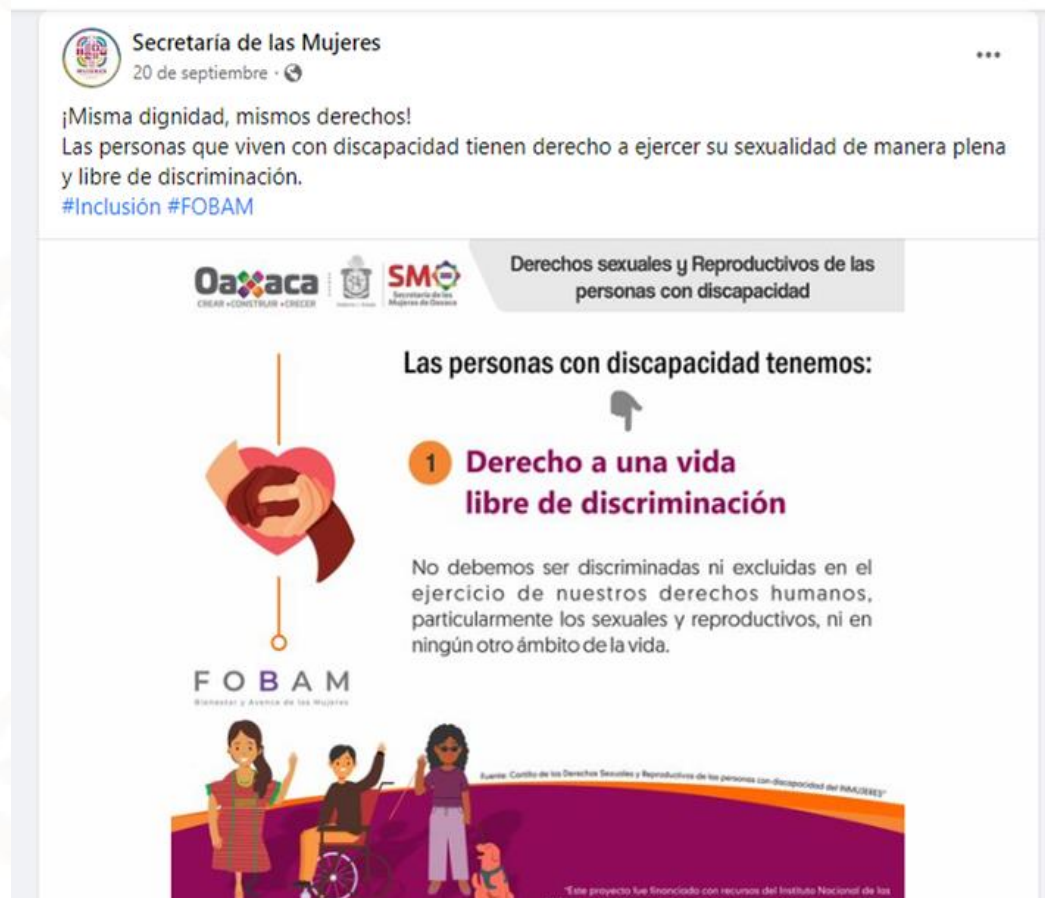 Secretaría de las Mujeres
20 de septiembre ·
¡Misma dignidad, mismos derechos!
Las personas que viven con discapacidad tienen derecho a ejercer su sexualidad de manera plena
y libre de discriminación.
#Inclusión #FOBAM
Oaxaca
CREAR • CONSTRUIR • CRECER
SMO
Secretaría de las
Mujeres de Oaxaca
Derechos sexuales y Reproductivos de las
personas con discapacidad
Las personas con discapacidad tenemos:
1 Derecho a una vida
libre de discriminación
No debemos ser discriminadas ni excluidas en el
ejercicio de nuestros derechos humanos,
particularmente los sexuales y reproductivos, ni en
ningún otro ámbito de la vida.
FOBAM
Bienestar y Avance de las Mujeres
Fuente: Cartilla de los Derechos Sexuales y Reproductivos de las personas con discapacidad del INMUJERES"
"Este proyecto fue financiado con recursos del Instituto Nacional de las